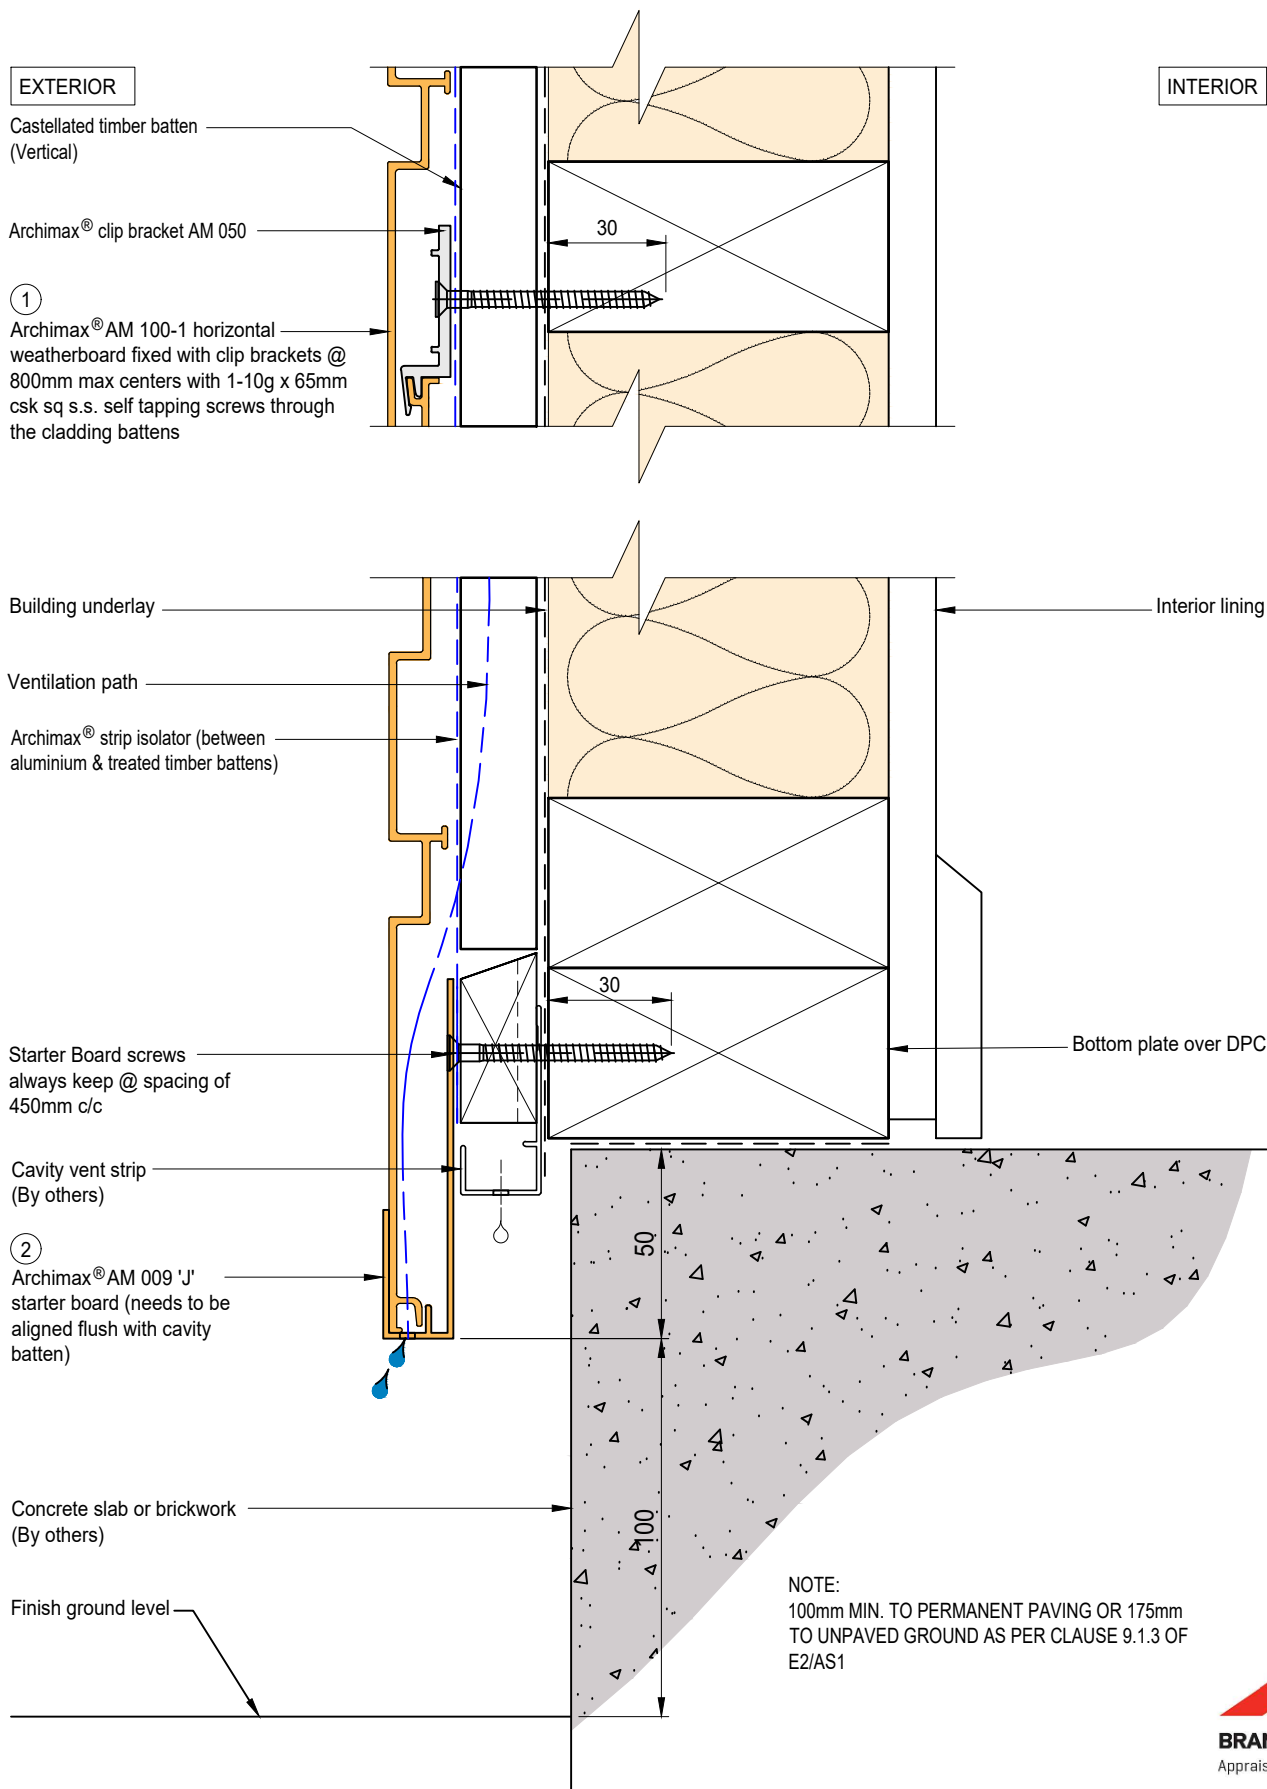 EXTERIOR
INTERIOR
Castellated timber batten
(Vertical)
Archimax® clip bracket AM 050
30
1
Archimax® AM 100-1 horizontal
weatherboard fixed with clip brackets @
800mm max centers with 1-10g x 65mm
csk sq s.s. self tapping screws through
the cladding battens
Building underlay
Interior lining
Ventilation path
Archimax® strip isolator (between
aluminium & treated timber battens)
30
Starter Board screws
always keep @ spacing of
450mm c/c
Bottom plate over DPC
Cavity vent strip
(By others)
50
2
Archimax® AM 009 'J'
starter board (needs to be
aligned flush with cavity
batten)
Concrete slab or brickwork
(By others)
100
Finish ground level
NOTE:
100mm MIN. TO PERMANENT PAVING OR 175mm
TO UNPAVED GROUND AS PER CLAUSE 9.1.3 OF
E2/AS1